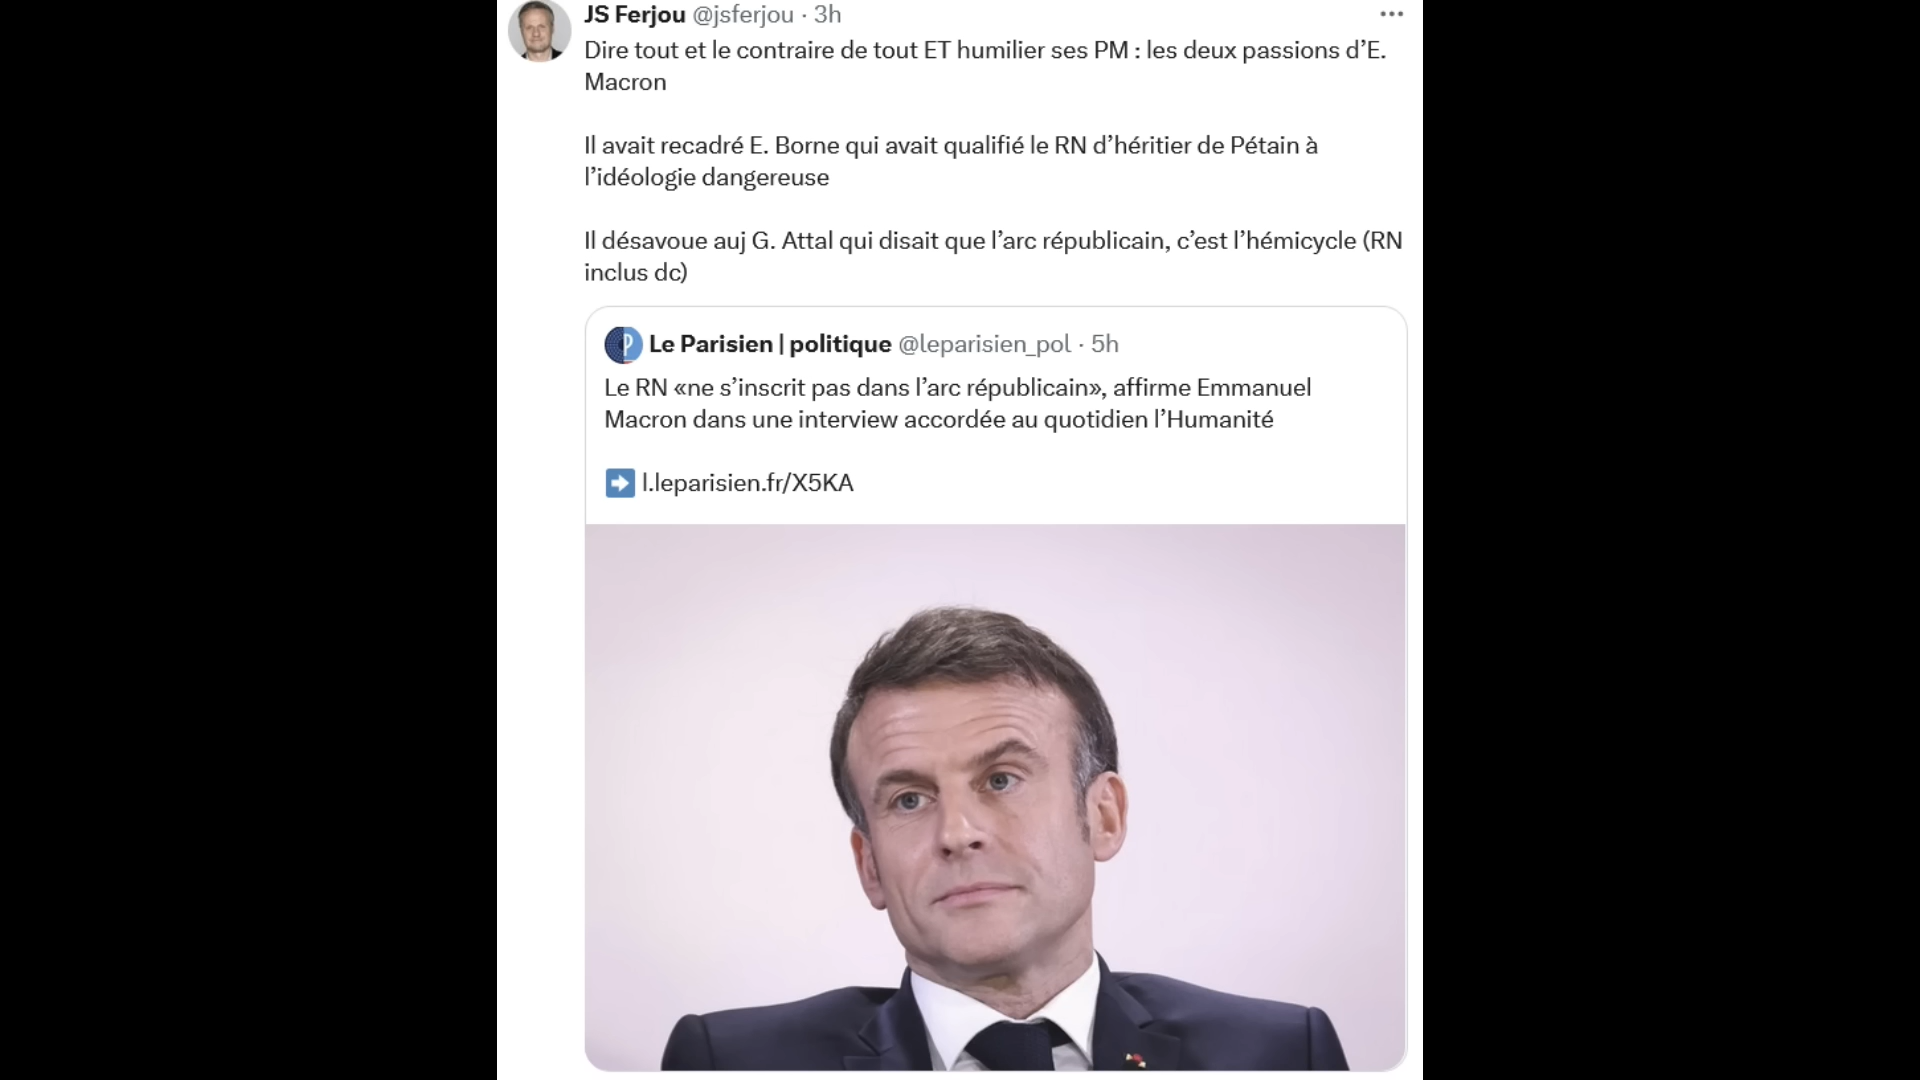 JS Ferjou @jsferjou · 3h
Dire tout et le contraire de tout ET humilier ses PM : les deux passions d’E.
Macron
Il avait recadré E. Borne qui avait qualifié le RN d’héritier de Pétain à
l’idéologie dangereuse
Il désavoue auj G. Attal qui disait que l’arc républicain, c’est l’hémicycle (RN
inclus dc)
Le Parisien | politique @leparisien_pol · 5h
Le RN «ne s’inscrit pas dans l’arc républicain», affirme Emmanuel
Macron dans une interview accordée au quotidien l’Humanité
➡️ l.leparisien.fr/X5KA